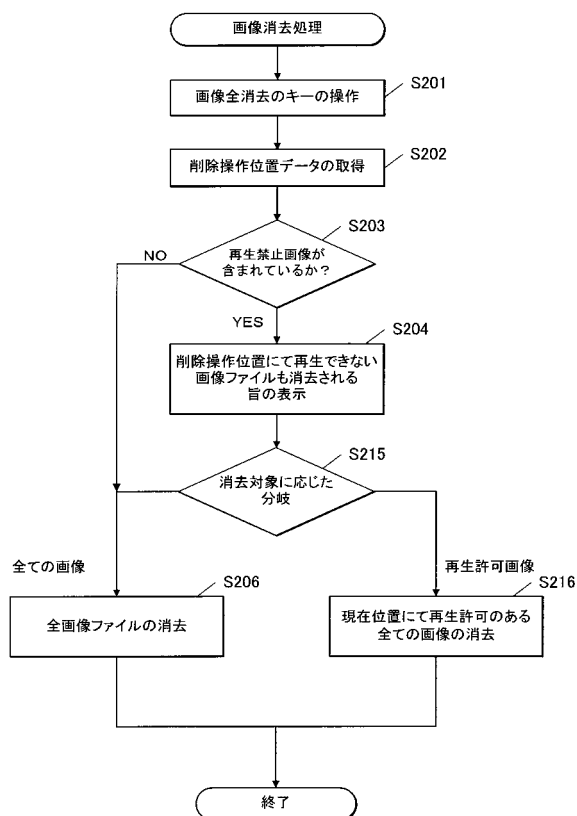 画像消去処理
画像全消去のキーの操作
S201
削除操作位置データの取得
S202
再生禁止画像が
含まれているか?
S203
NO
YES
削除操作位置にて再生できない
画像ファイルも消去される
旨の表示
S204
消去対象に応じた
分岐
S215
全ての画像
再生許可画像
全画像ファイルの消去
S206
現在位置にて再生許可のある
全ての画像の消去
S216
終了